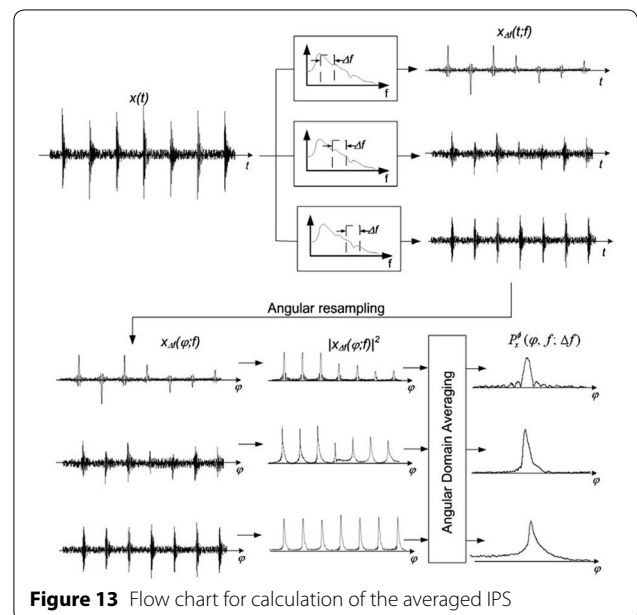 x(t)
t
Δf
f
Δf
f
Δf
f
x_Δf(t;f)
t
t
t
Angular resampling
x_Δf(φ;f)
|x_Δf(φ;f)|²
P_x^ϕ(φ, f; Δf)
φ
φ
φ
φ
φ
φ
Angular Domain Averaging
φ
φ
φ
Figure 13 Flow chart for calculation of the averaged IPS